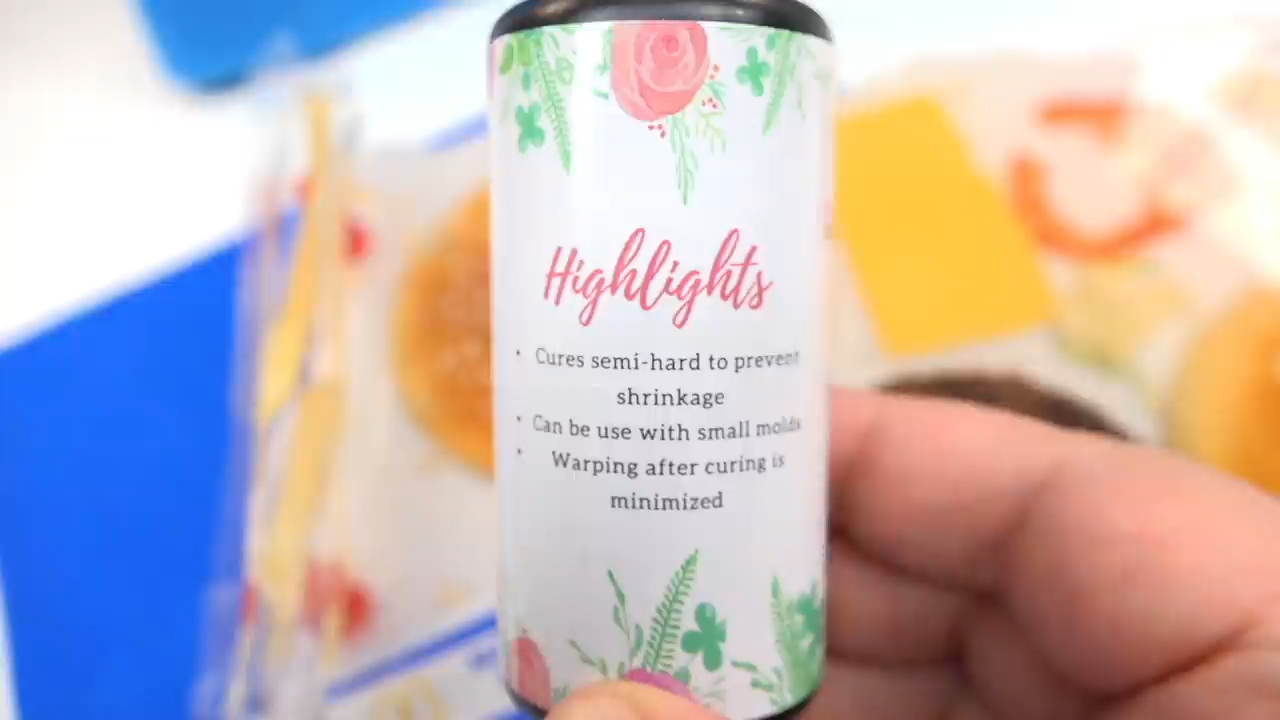 Highlights
• Cures semi-hard to prevent
shrinkage
• Can be use with small molds
• Warping after curing is
minimized